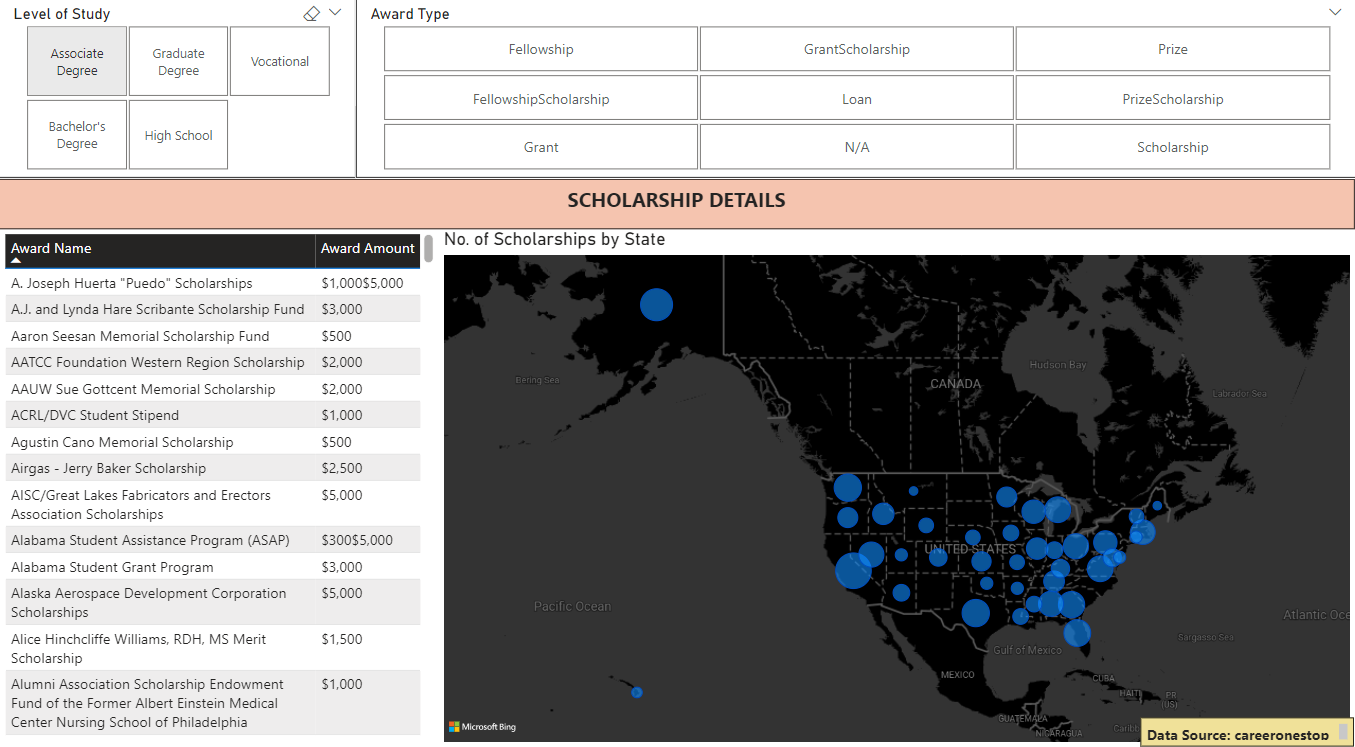 Level of Study
Associate
Degree
Graduate
Degree
Vocational
Bachelor's
Degree
High School
Award Type
Fellowship
GrantScholarship
Prize
FellowshipScholarship
Loan
PrizeScholarship
Grant
N/A
Scholarship
SCHOLARSHIP DETAILS
Award Name
Award Amount
A. Joseph Huerta "Puedo" Scholarships
$1,000$5,000
A.J. and Lynda Hare Scribante Scholarship Fund
$3,000
Aaron Seesan Memorial Scholarship Fund
$500
AATCC Foundation Western Region Scholarship
$2,000
AAUW Sue Gottcent Memorial Scholarship
$2,000
ACRL/DVC Student Stipend
$1,000
Agustin Cano Memorial Scholarship
$500
Airgas - Jerry Baker Scholarship
$2,500
AISC/Great Lakes Fabricators and Erectors
Association Scholarships
$5,000
Alabama Student Assistance Program (ASAP)
$300$5,000
Alabama Student Grant Program
$3,000
Alaska Aerospace Development Corporation
Scholarships
$5,000
Alice Hinchcliffe Williams, RDH, MS Merit
Scholarship
$1,500
Alumni Association Scholarship Endowment
Fund of the Former Albert Einstein Medical
Center Nursing School of Philadelphia
$1,000
No. of Scholarships by State
Bering Sea
Hudson Bay
CANADA
Labrador Sea
UNITED STATES
Pacific Ocean
Atlantic Oce
Sargasso Sea
Gulf of Mexico
MEXICO
CUBA
HAITI
PR
(US)
GUATEMALA
Caribb
NICARAGUA
Microsoft Bing
Data Source: careeronestop